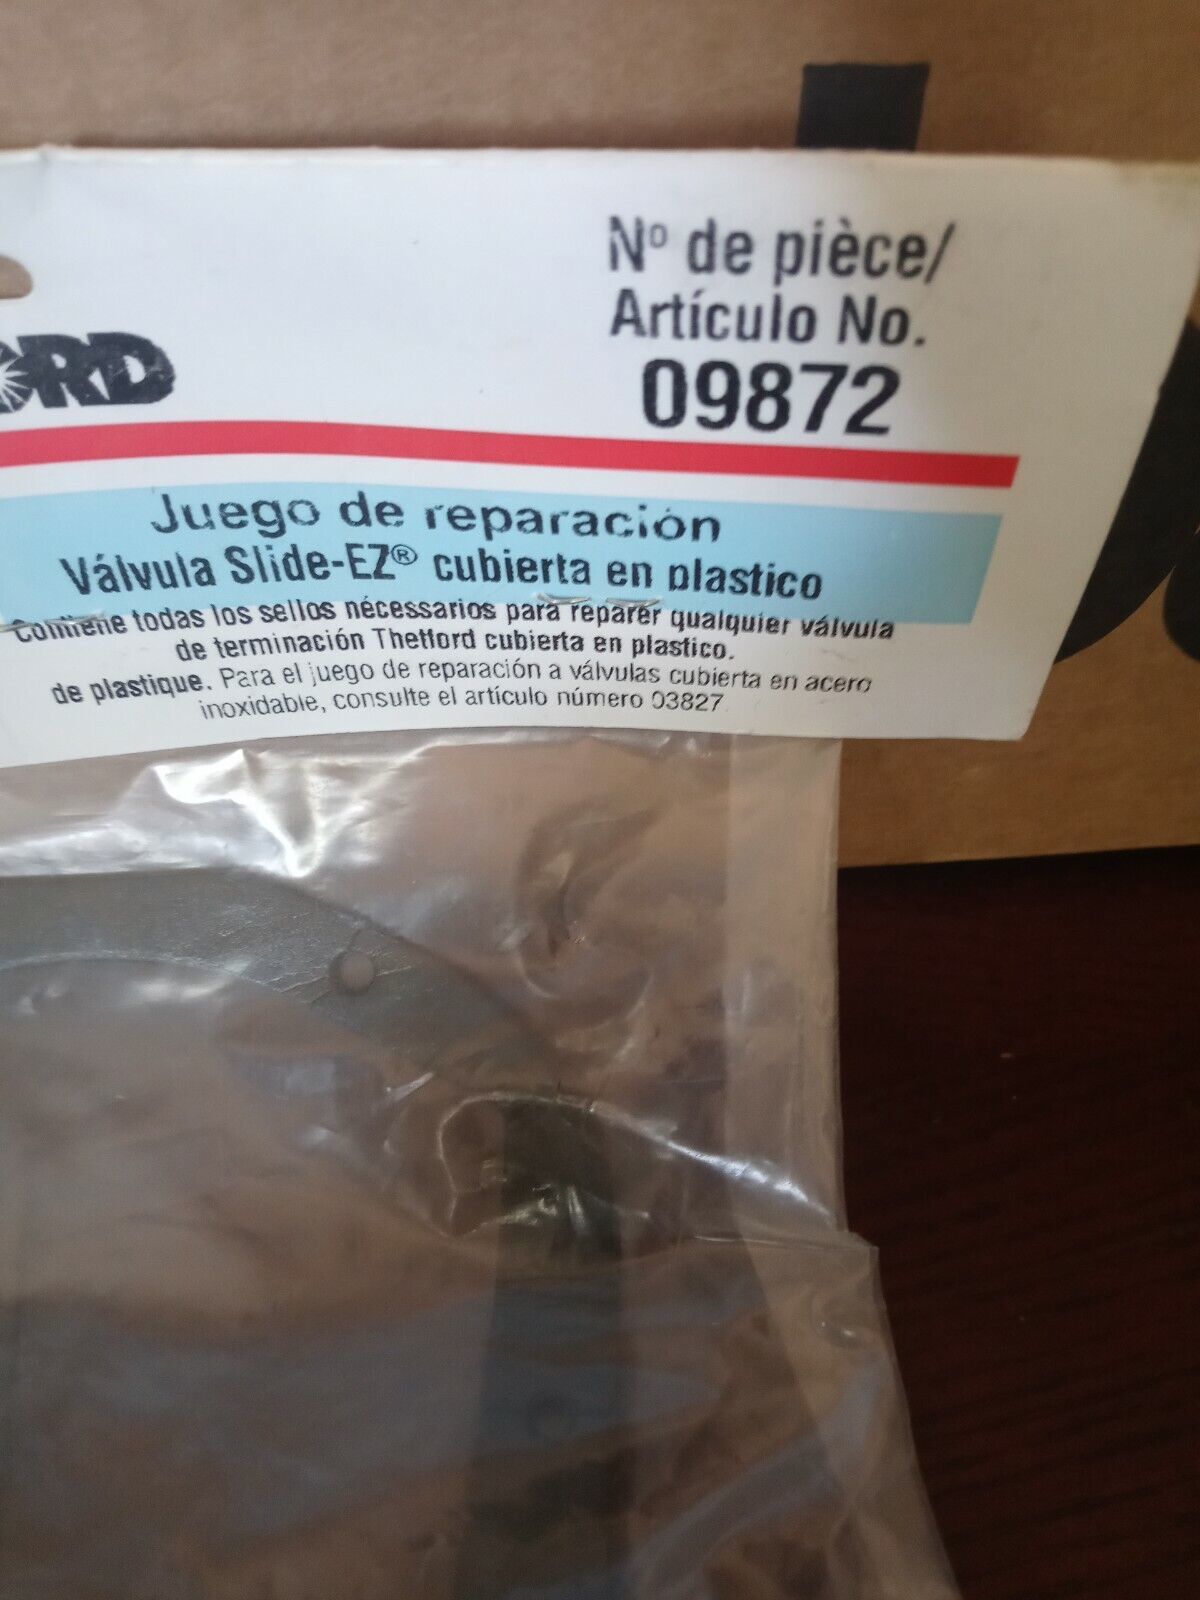 Nº de pièce/
Artículo No.
09872
ORD
Juego de reparación
Válvula Slide-EZ® cubierta en plastico
Contiene todas los sellos nécessarios para reparer qualquier válvula
de terminación Thetford cubierta en plastico.
de plastique. Para el juego de reparación a válvulas cubierta en acero
inoxidable, consulte el artículo número 03827